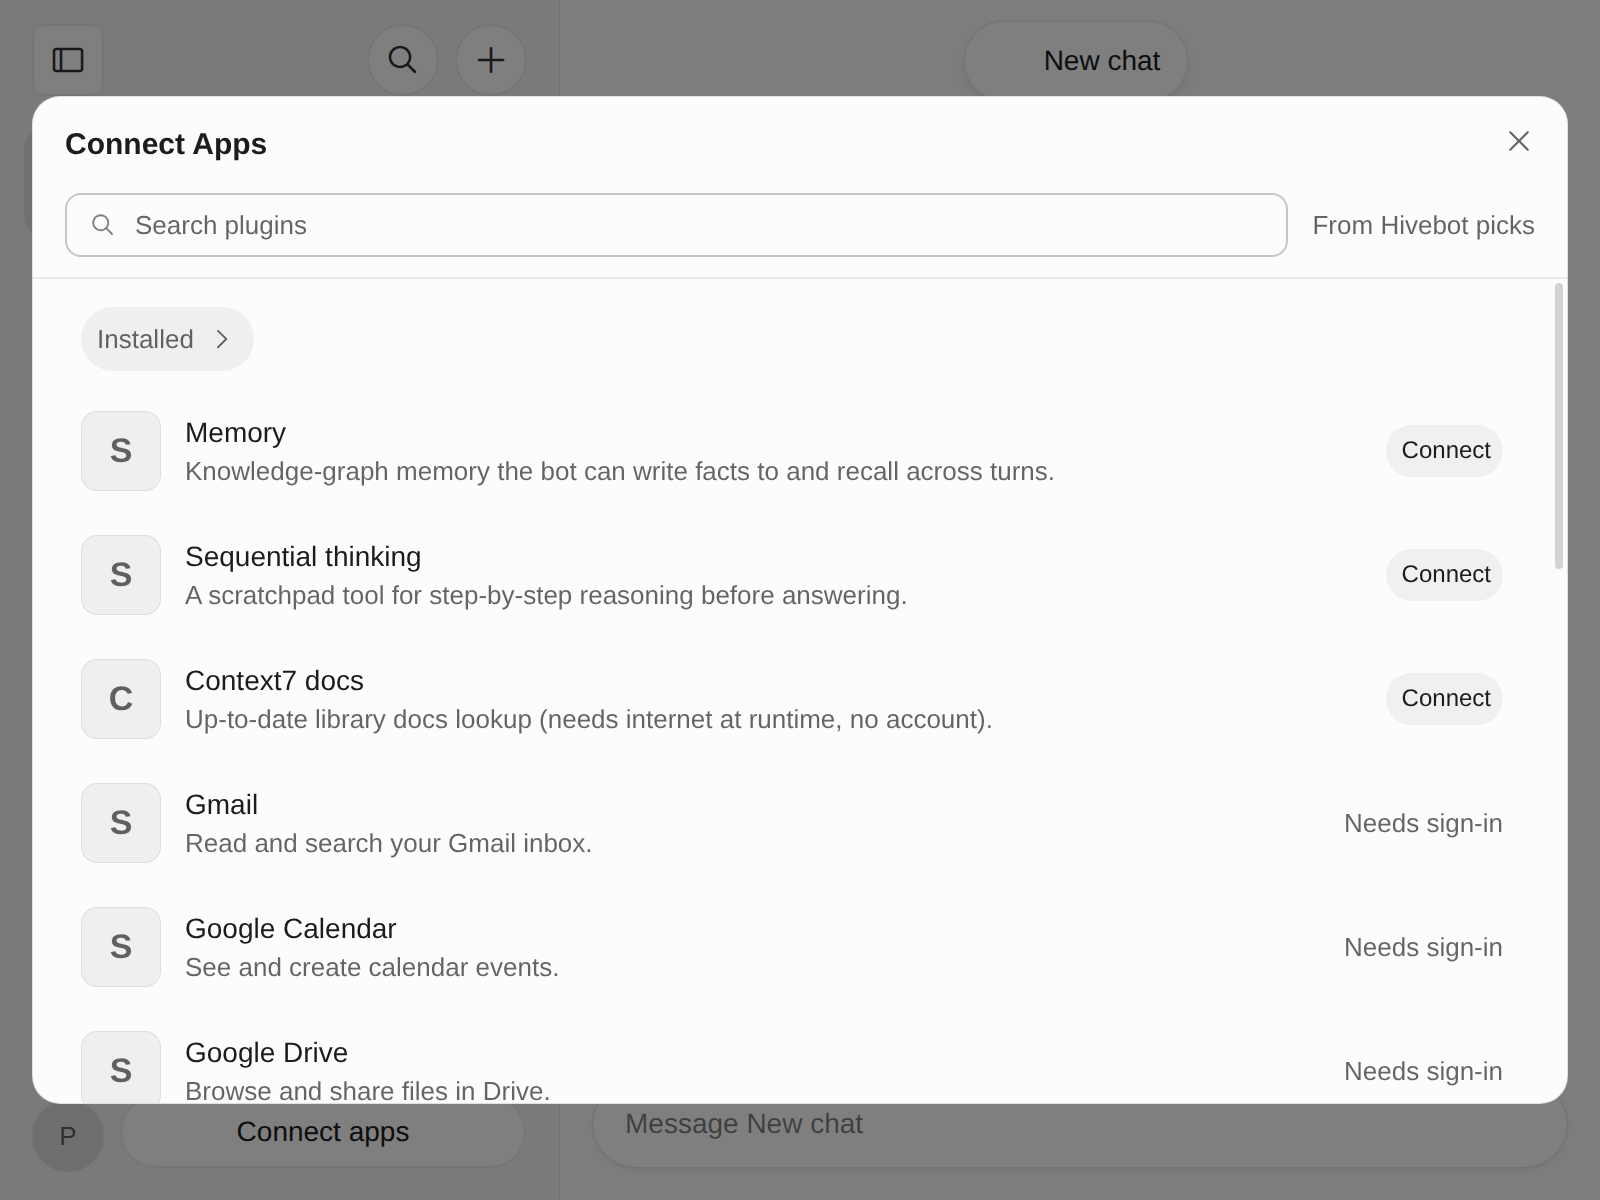 New chat
Connect Apps
Search plugins
From Hivebot picks
Installed
S
Memory
Knowledge-graph memory the bot can write facts to and recall across turns.
Connect
S
Sequential thinking
A scratchpad tool for step-by-step reasoning before answering.
Connect
C
Context7 docs
Up-to-date library docs lookup (needs internet at runtime, no account).
Connect
S
Gmail
Read and search your Gmail inbox.
Needs sign-in
S
Google Calendar
See and create calendar events.
Needs sign-in
S
Google Drive
Browse and share files in Drive.
Needs sign-in
P
Connect apps
Message New chat